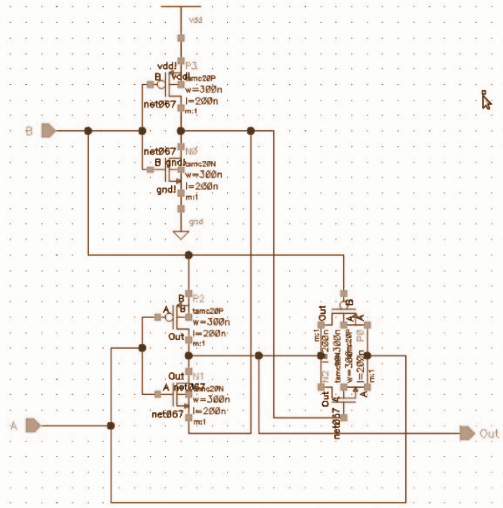 vdd
vdd!
P3
B
vdd!
tsmc20P
w=300n
net067
l=200n
m:1
B
net067
N0
B
gnd!
tsmc20N
w=300n
gnd!
l=200n
m:1
gnd
B
P2
A
B
tsmc20P
w=300n
Out
l=200n
m:1
Out
N1
A
net067
w=300n
net067
l=200n
m:1
A
Out
B
A
A
P0
m:1
l=200n
l=200n
m:1
N2
Out
A
A
net067
Out